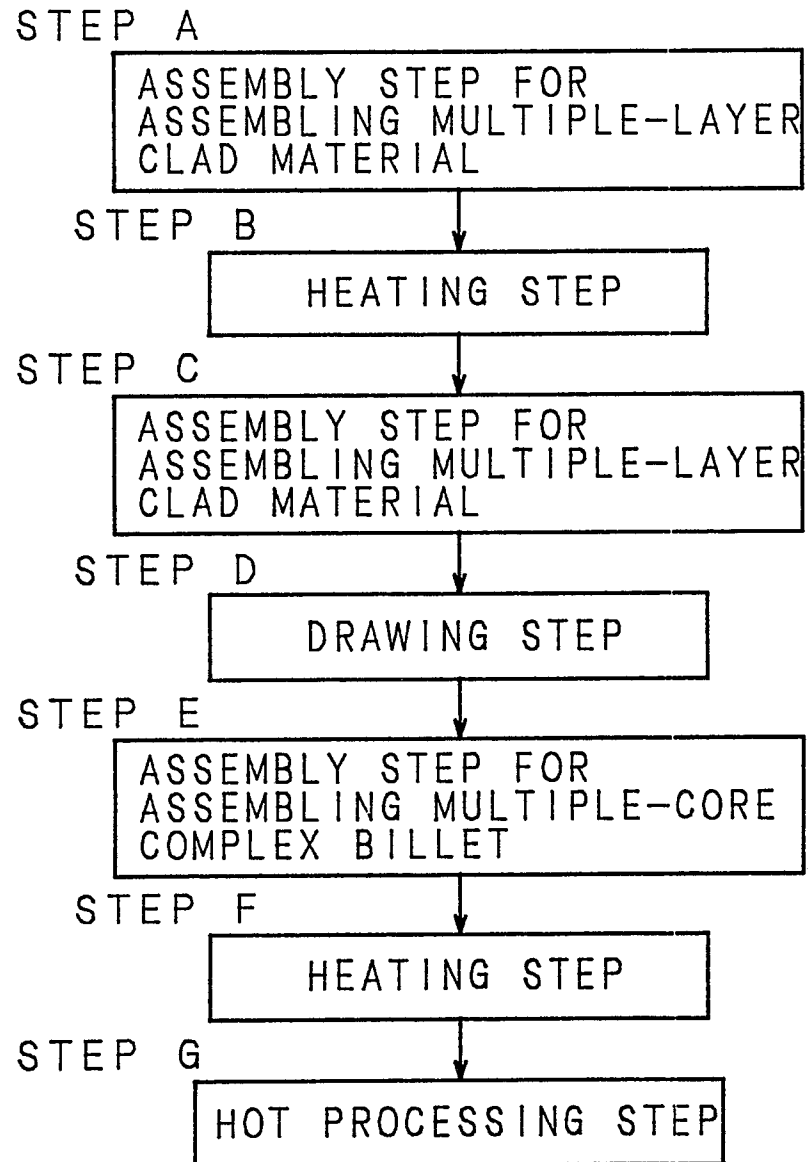 STEP A
ASSEMBLY STEP FOR
ASSEMBLING MULTIPLE-LAYER
CLAD MATERIAL
STEP B
HEATING STEP
STEP C
ASSEMBLY STEP FOR
ASSEMBLING MULTIPLE-LAYER
CLAD MATERIAL
STEP D
DRAWING STEP
STEP E
ASSEMBLY STEP FOR
ASSEMBLING MULTIPLE-CORE
COMPLEX BILLET
STEP F
HEATING STEP
STEP G
HOT PROCESSING STEP